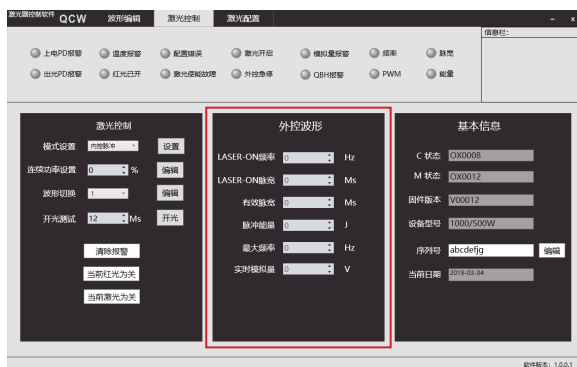 激光器控制软件 QCW 波形编辑 激光控制 激光配置
信息栏:
上电PD报警 温度报警 配置错误 激光开启 模拟量报警 频率 脉宽
出光PD报警 红光已开 激光使能故障 外控急停 QBH报警 PWM 能量
激光控制
模式设置 内控脉冲 设置
连续功率设置 0 % 编辑
波形切换 1 编辑
开光测试 12 Ms 开光
清除报警
当前红光为关
当前激光为关
外控波形
LASER-ON频率 0 Hz
LASER-ON脉宽 0 Ms
有效脉宽 0 Ms
脉冲能量 0 J
最大频率 0 Hz
实时模拟量 0 V
基本信息
C 状态 OX0008
M 状态 OX0012
固件版本 V00012
设备型号 1000/500W
序列号 abcdefjg 编辑
当前日期 2019-03-04
软件版本: 1.0.0.1